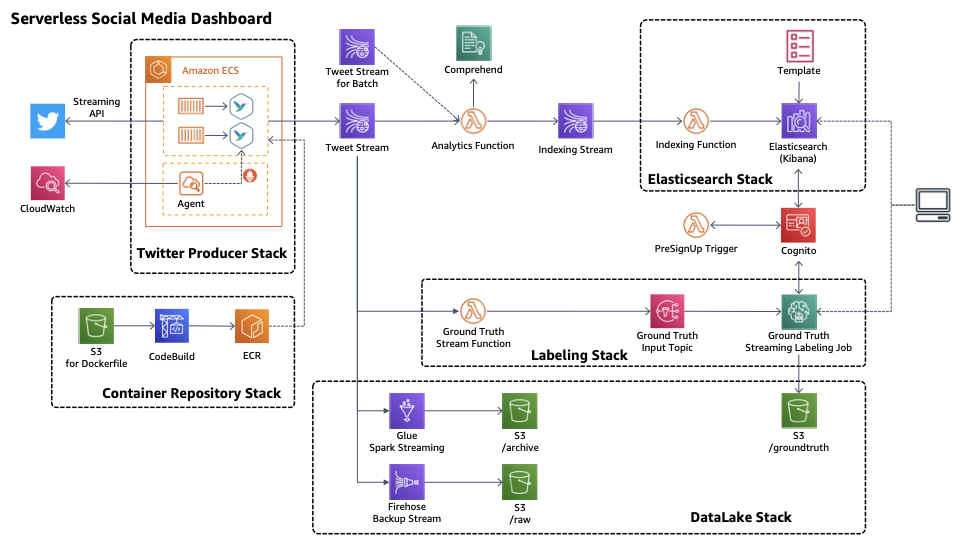 Serverless Social Media Dashboard
Amazon ECS
Streaming
API
CloudWatch
Agent
Twitter Producer Stack
Tweet Stream
for Batch
Comprehend
Tweet Stream
Analytics Function
Indexing Stream
Template
Indexing Function
Elasticsearch
(Kibana)
Elasticsearch Stack
PreSignUp Trigger
Cognito
S3
for Dockerfile
CodeBuild
ECR
Container Repository Stack
Ground Truth
Stream Function
Ground Truth
Input Topic
Ground Truth
Streaming Labeling Job
Labeling Stack
Glue
Spark Streaming
S3
/archive
S3
/groundtruth
Firehose
Backup Stream
S3
/raw
DataLake Stack